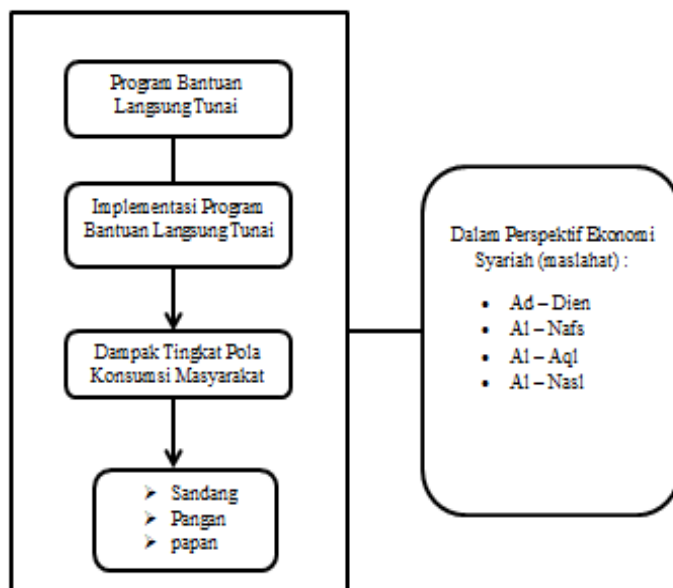 Program Bantuan
Langsung Tunai
Implementasi Program
Bantuan Langsung Tunai
Dampak Tingkat Pola
Konsumsi Masyarakat
➢ Sandang
➢ Pangan
➢ papan
Dalam Perspektif Ekonomi
Syariah (maslahat) :
• Ad – Dien
• Al – Nafs
• Al – Aql
• Al – Nasl